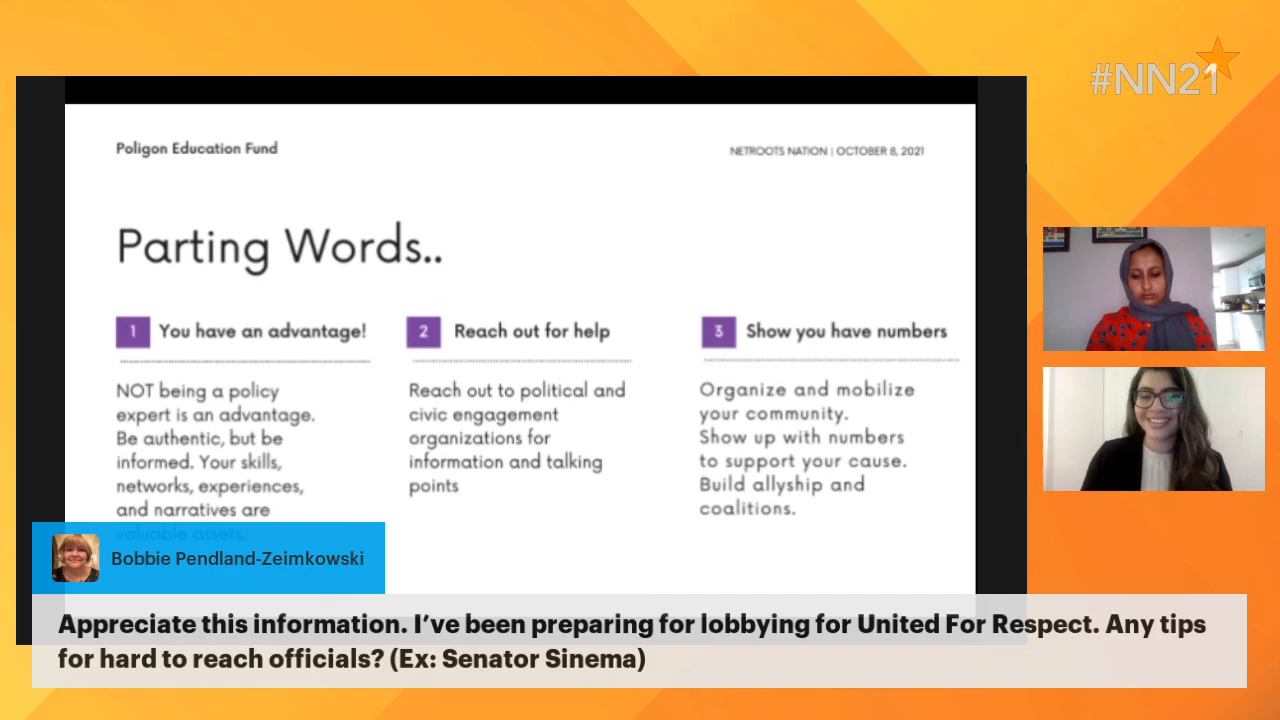 #NN21
Poligon Education Fund
NETROOTS NATION | OCTOBER 8, 2021
Parting Words..
1 You have an advantage!
NOT being a policy
expert is an advantage.
Be authentic, but be
informed. Your skills,
networks, experiences,
and narratives are
valuable assets.
2 Reach out for help
Reach out to political and
civic engagement
organizations for
information and talking
points
3 Show you have numbers
Organize and mobilize
your community.
Show up with numbers
to support your cause.
Build allyship and
coalitions.
Bobbie Pendland-Zeimkowski
Appreciate this information. I’ve been preparing for lobbying for United For Respect. Any tips
for hard to reach officials? (Ex: Senator Sinema)